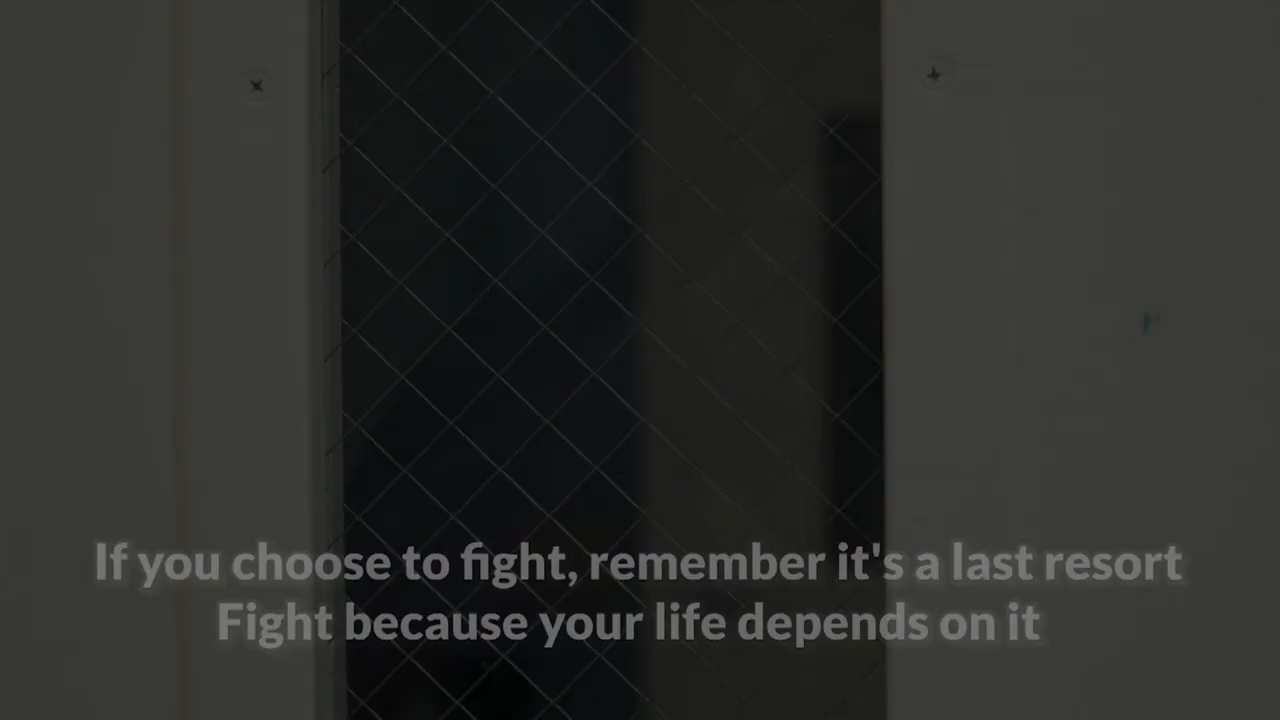 If you choose to fight, remember it's a last resort
Fight because your life depends on it